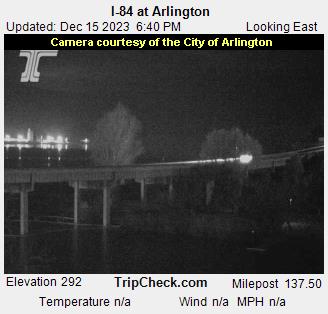 I-84 at Arlington
Updated: Dec 15 2023 6:40 PM Looking East
Camera courtesy of the City of Arlington
Elevation 292 TripCheck.com Milepost 137.50
Temperature n/a Wind n/a MPH n/a